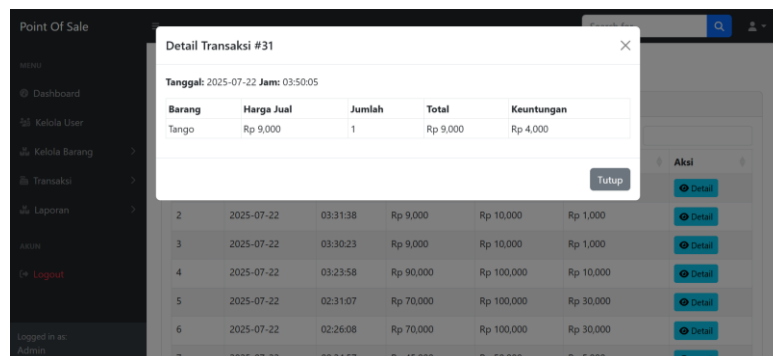 Point Of Sale
Detail Transaksi #31
Tanggal: 2025-07-22 Jam: 03:50:05
Barang Harga Jual Jumlah Total Keuntungan
Tango Rp 9,000 1 Rp 9,000 Rp 4,000
Tutup
MENU
Dashboard
Kelola User
Kelola Barang
Transaksi
Laporan
AKUN
Logout
Logged in as:
Admin
Aksi
Detail
2 2025-07-22 03:31:38 Rp 9,000 Rp 10,000 Rp 1,000 Detail
3 2025-07-22 03:30:23 Rp 9,000 Rp 10,000 Rp 1,000 Detail
4 2025-07-22 03:23:58 Rp 90,000 Rp 100,000 Rp 10,000 Detail
5 2025-07-22 02:31:07 Rp 70,000 Rp 100,000 Rp 30,000 Detail
6 2025-07-22 02:26:08 Rp 70,000 Rp 100,000 Rp 30,000 Detail